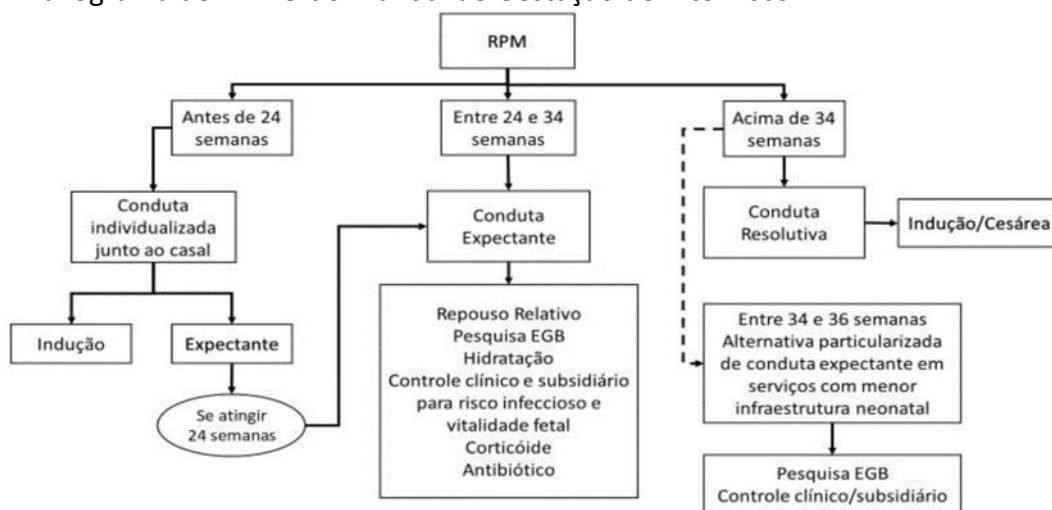 RPM
Antes de 24
semanas
Entre 24 e 34
semanas
Acima de 34
semanas
Conduta
individualizada
junto ao casal
Conduta
Expectante
Conduta
Resolutiva
Indução/Cesárea
Indução
Expectante
Se atingir
24 semanas
Repouso Relativo
Pesquisa EGB
Hidratação
Controle clínico e subsidiário
para risco infeccioso e
vitalidade fetal
Corticóide
Antibiótico
Entre 34 e 36 semanas
Alternativa particularizada
de conduta expectante em
serviços com menor
infraestrutura neonatal
Pesquisa EGB
Controle clínico/subsidiário